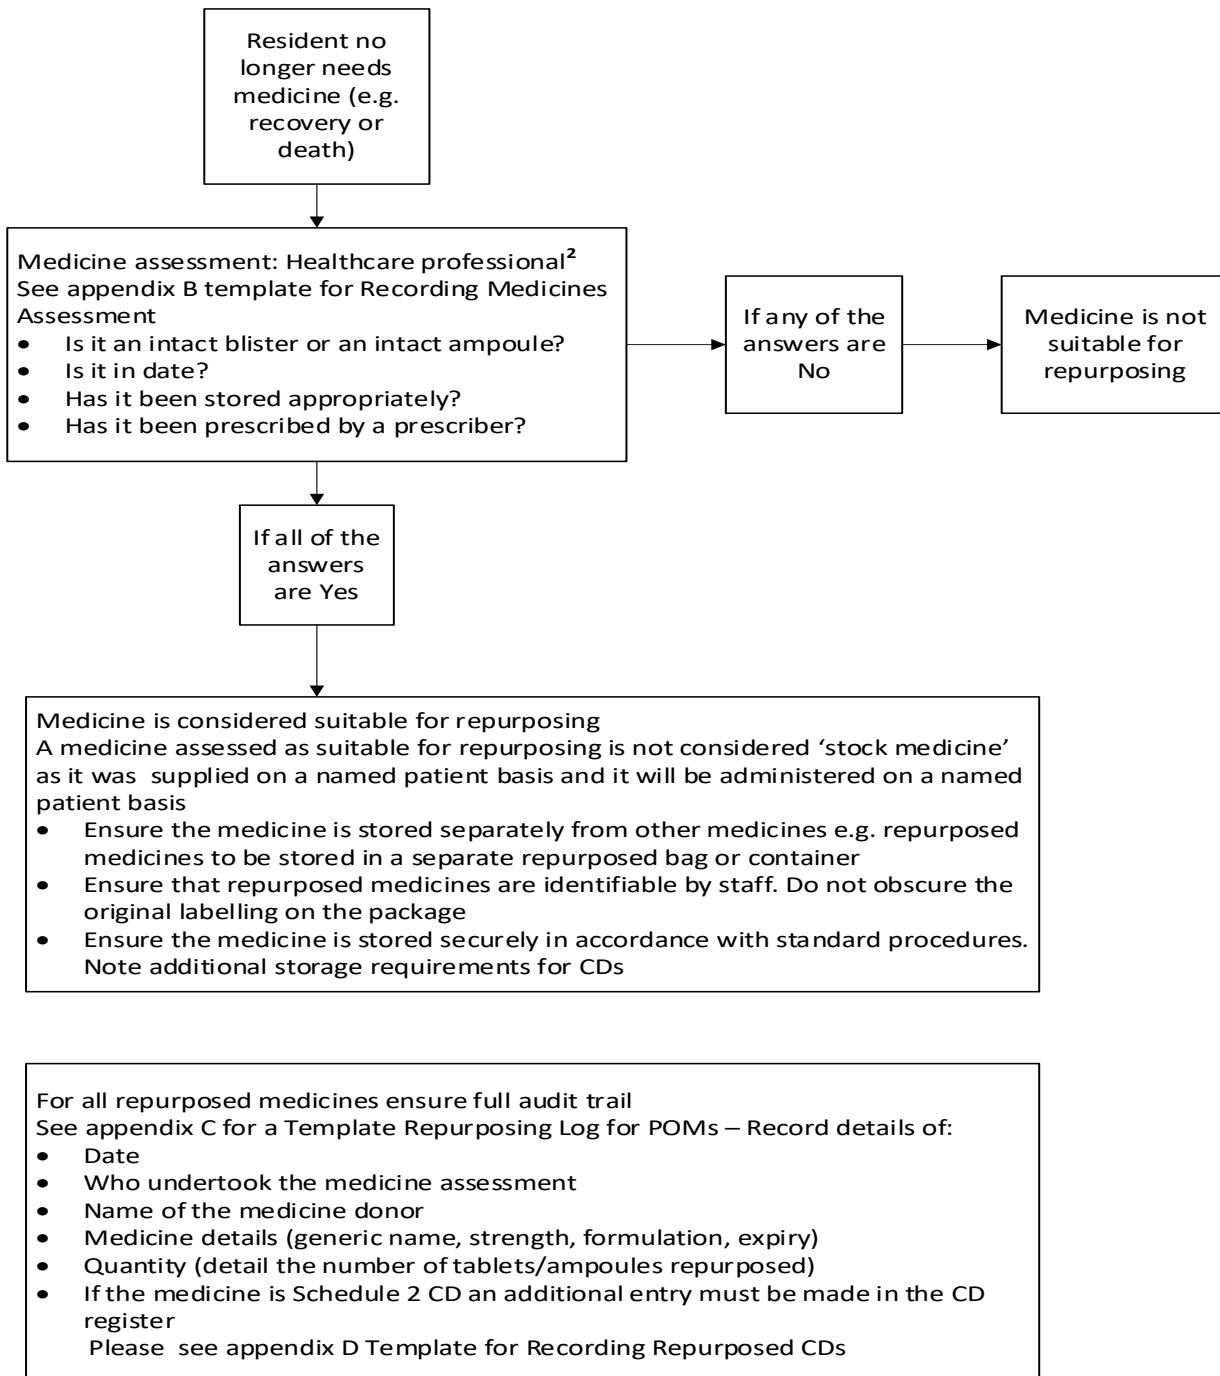 Resident no
longer needs
medicine (e.g.
recovery or
death)
Medicine assessment: Healthcare professional²
See appendix B template for Recording Medicines
Assessment
• Is it an intact blister or an intact ampoule?
• Is it in date?
• Has it been stored appropriately?
• Has it been prescribed by a prescriber?
If any of the
answers are
No
Medicine is not
suitable for
repurposing
If all of the
answers
are Yes
Medicine is considered suitable for repurposing
A medicine assessed as suitable for repurposing is not considered ‘stock medicine’
as it was supplied on a named patient basis and it will be administered on a named
patient basis
• Ensure the medicine is stored separately from other medicines e.g. repurposed
medicines to be stored in a separate repurposed bag or container
• Ensure that repurposed medicines are identifiable by staff. Do not obscure the
original labelling on the package
• Ensure the medicine is stored securely in accordance with standard procedures.
Note additional storage requirements for CDs
For all repurposed medicines ensure full audit trail
See appendix C for a Template Repurposing Log for POMs – Record details of:
• Date
• Who undertook the medicine assessment
• Name of the medicine donor
• Medicine details (generic name, strength, formulation, expiry)
• Quantity (detail the number of tablets/ampoules repurposed)
• If the medicine is Schedule 2 CD an additional entry must be made in the CD
register
Please see appendix D Template for Recording Repurposed CDs